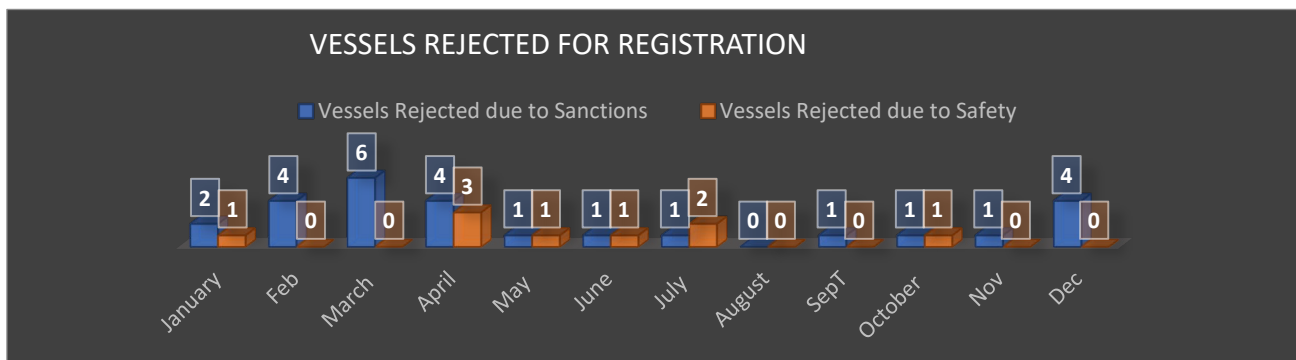 VESSELS REJECTED FOR REGISTRATION
Vessels Rejected due to Sanctions Vessels Rejected due to Safety
2 1 4 0 6 0 4 3 1 1 1 1 1 2 0 0 1 0 1 1 1 0 4 0
January Feb March April May June July August SepT October Nov Dec